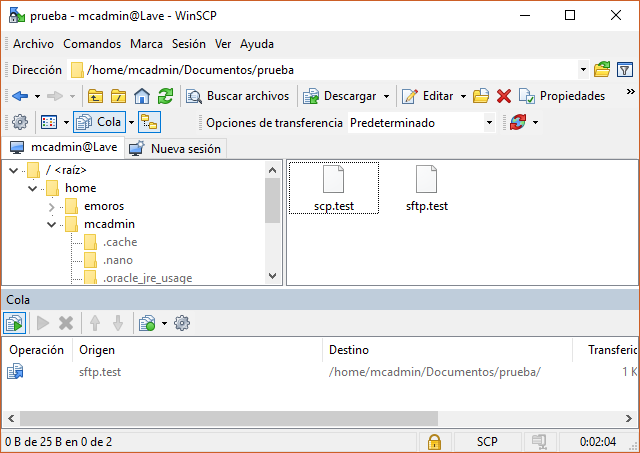 prueba - mcadmin@Lave - WinSCP
Archivo Comandos Marca Sesión Ver Ayuda
Dirección /home/mcadmin/Documentos/prueba
Buscar archivos Descargar Editar Propiedades
Cola Opciones de transferencia Predeterminado
mcadmin@Lave Nueva sesión
/ <raíz>
home
emoros
mcadmin
.cache
.nano
.oracle_jre_usage
scp.test sftp.test
Cola
Operación Origen Destino Transferic
sftp.test /home/mcadmin/Documentos/prueba/ 1 K
0 B de 25 B en 0 de 2 SCP 0:02:04